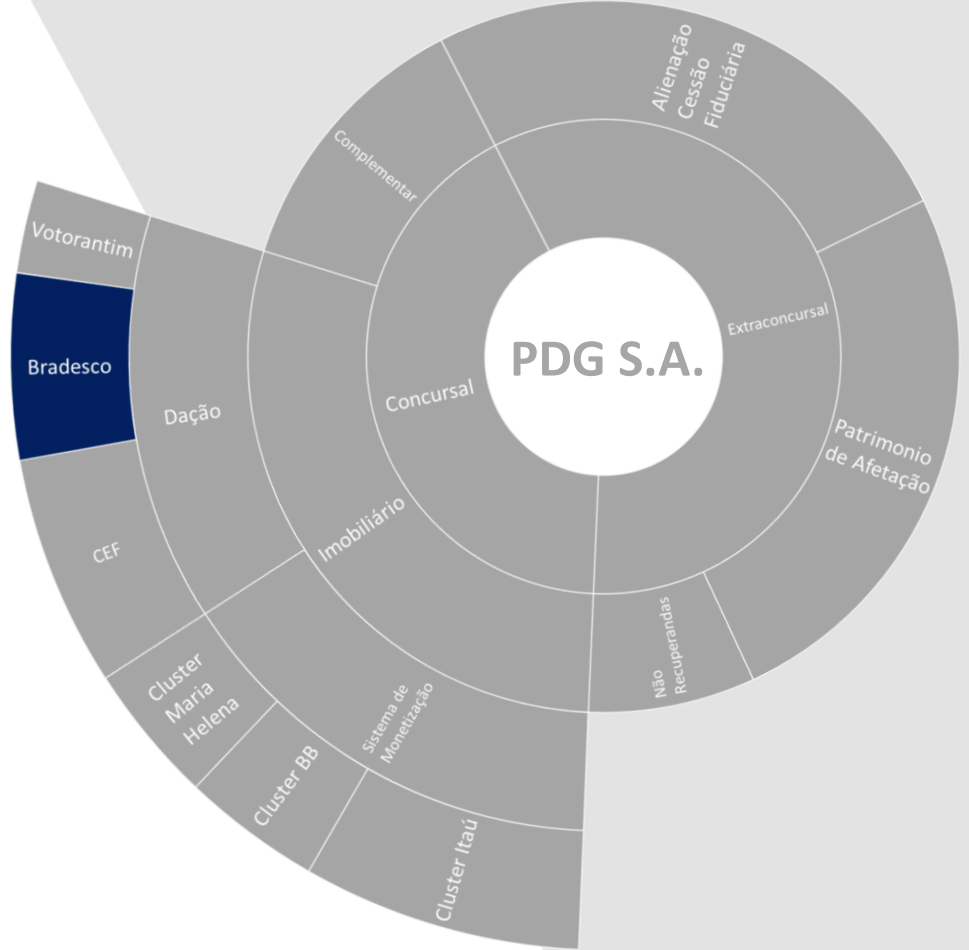 PDG S.A.
Concursal
Extraconcursal
Complementar
Imobiliário
Alienação
Cessão
Fiduciária
Patrimonio
de Afetação
Não
Recuperandas
Dação
Sistema de
Monetização
Votorantim
Bradesco
CEF
Cluster
Maria
Helena
Cluster BB
Cluster Itaú